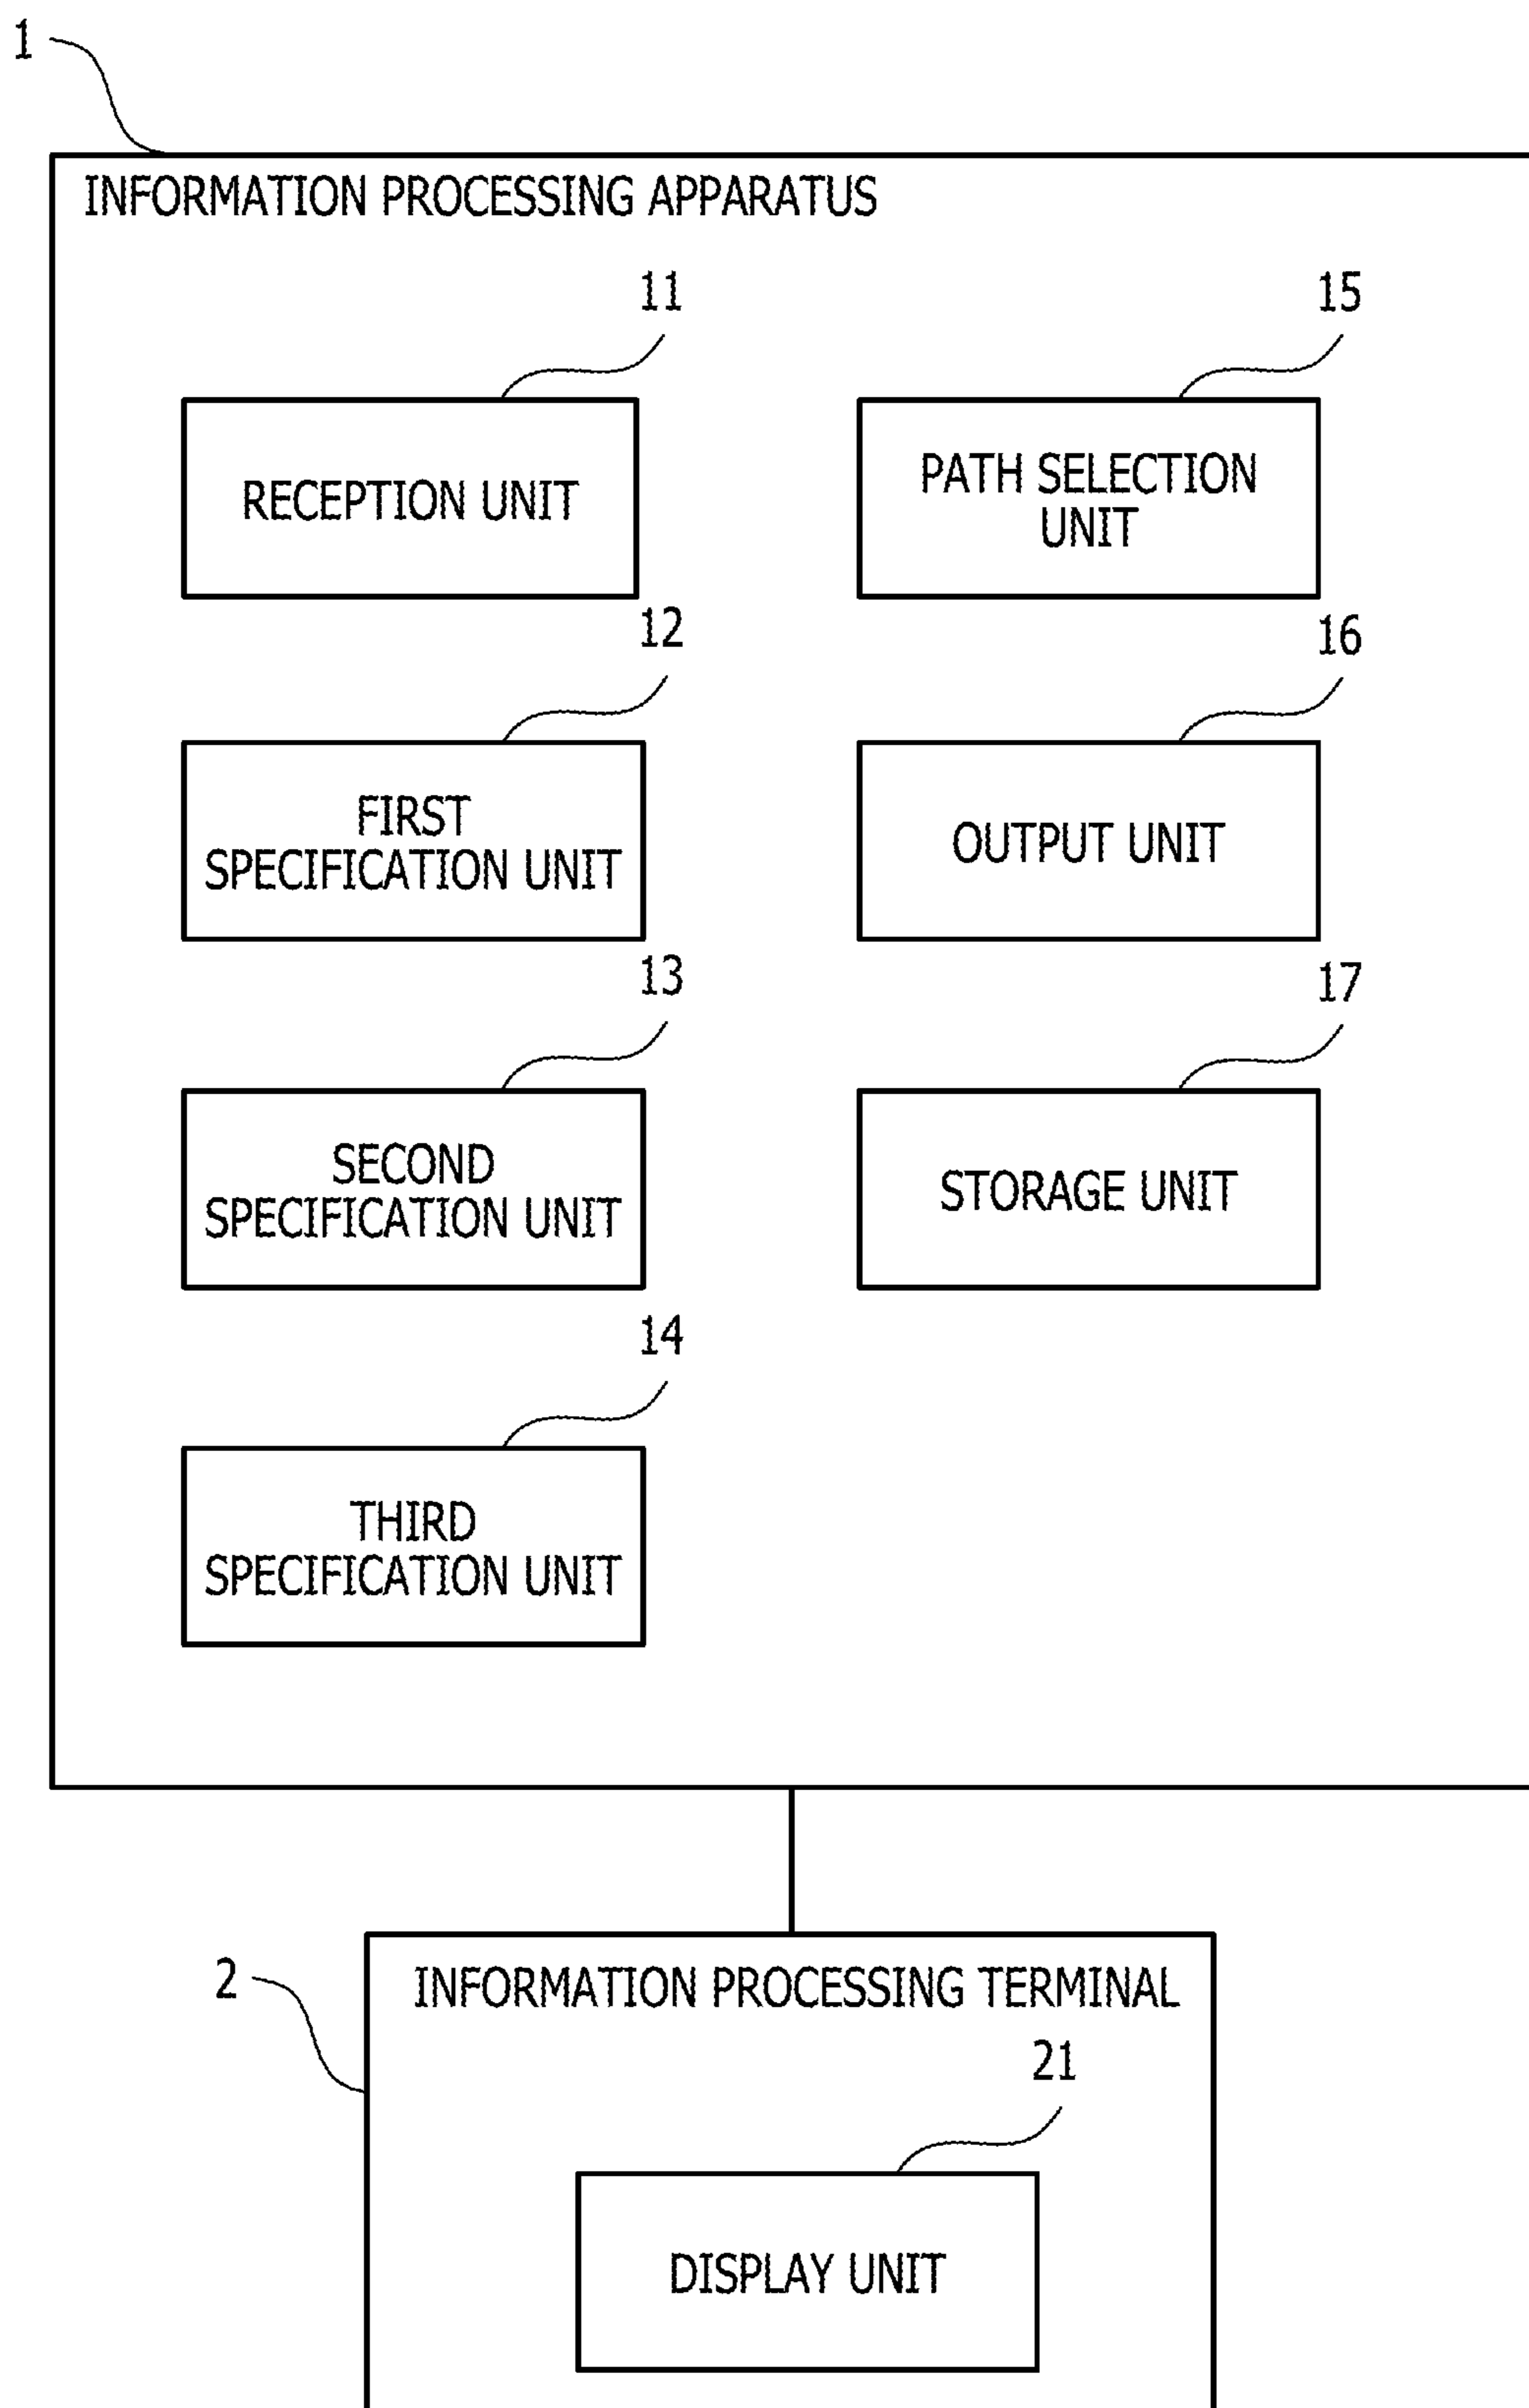 1
INFORMATION PROCESSING APPARATUS
11
RECEPTION UNIT
12
FIRST
SPECIFICATION UNIT
13
SECOND
SPECIFICATION UNIT
14
THIRD
SPECIFICATION UNIT
15
PATH SELECTION
UNIT
16
OUTPUT UNIT
17
STORAGE UNIT
2
INFORMATION PROCESSING TERMINAL
21
DISPLAY UNIT